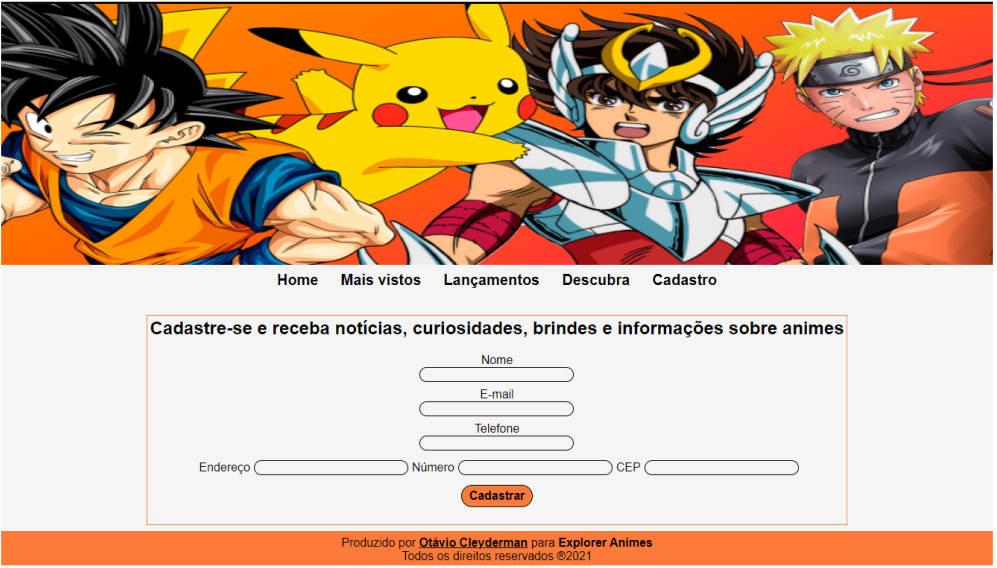 Home Mais vistos Lançamentos Descubra Cadastro
Cadastre-se e receba notícias, curiosidades, brindes e informações sobre animes
Nome
E-mail
Telefone
Endereço Número CEP
Cadastrar
Produzido por Otávio Cleyderman para Explorer Animes
Todos os direitos reservados ®2021